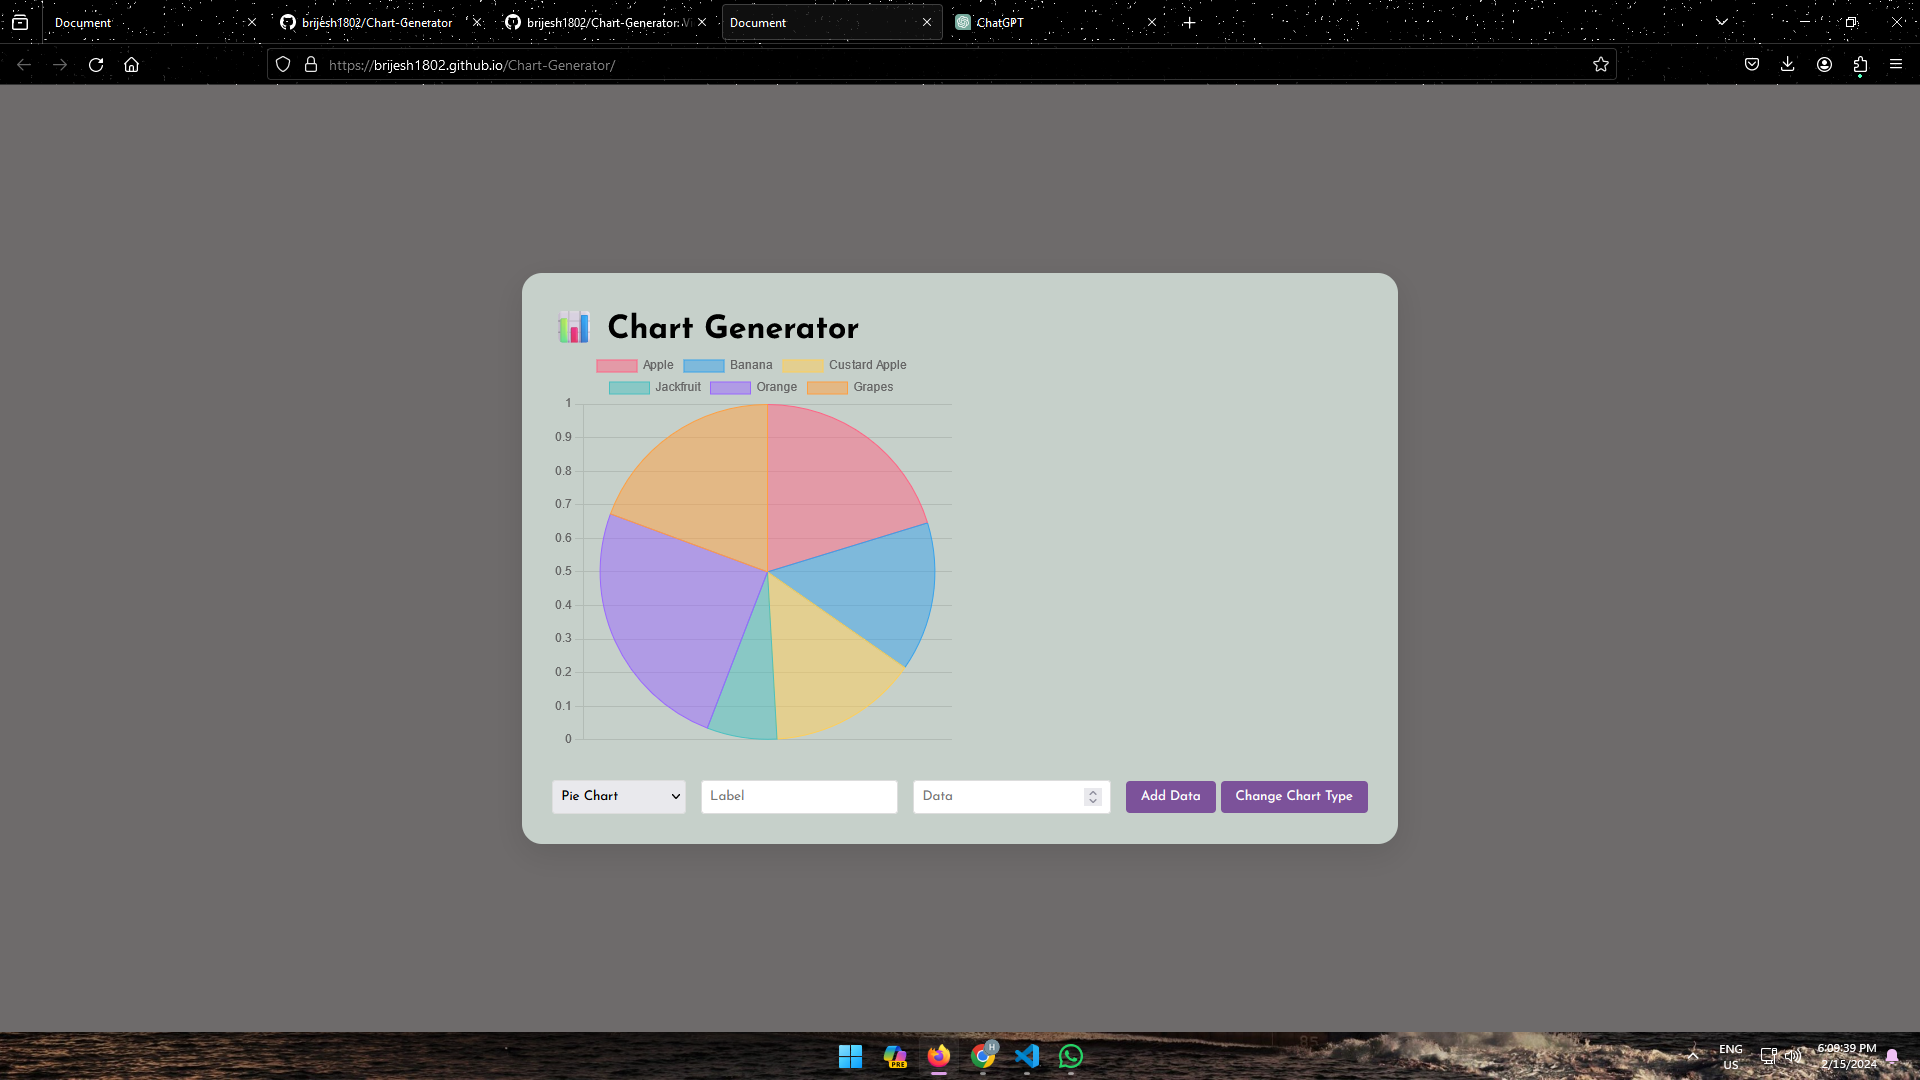 Document
brijesh1802/Chart-Generator
brijesh1802/Chart-Generator: Vi
Document
ChatGPT
https://brijesh1802.github.io/Chart-Generator/
Chart Generator
Apple Banana Custard Apple
Jackfruit Orange Grapes
1
0.9
0.8
0.7
0.6
0.5
0.4
0.3
0.2
0.1
0
Pie Chart
Label
Data
Add Data
Change Chart Type
PRE
H
ENG
US
6:09:39 PM
2/15/2024